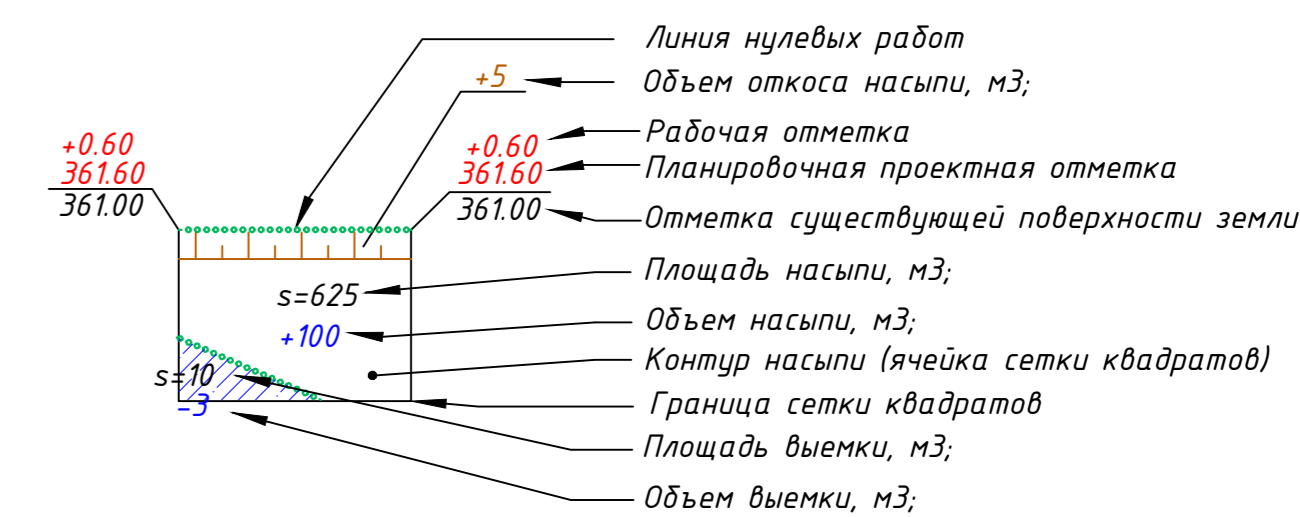 Линия нулевых работ
+5
Объем откоса насыпи, м3;
+0.60
361.60
361.00
+0.60
361.60
361.00
Рабочая отметка
Планировочная проектная отметка
Отметка существующей поверхности земли
s=625
Площадь насыпи, м3;
+100
Объем насыпи, м3;
Контур насыпи (ячейка сетки квадратов)
s=10
-3
Граница сетки квадратов
Площадь выемки, м3;
Объем выемки, м3;